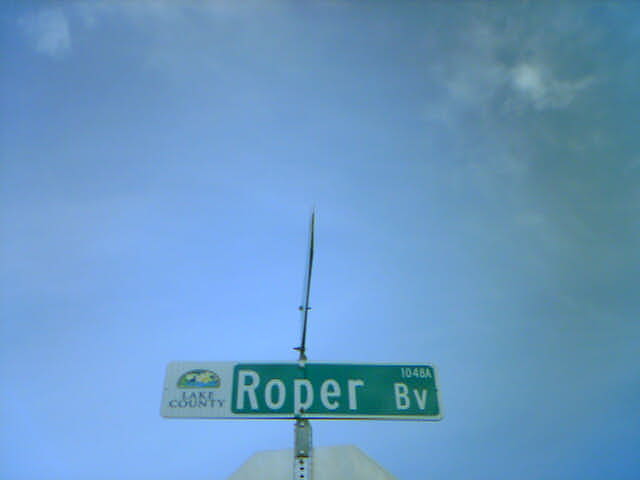 LAKE
COUNTY
Roper Bv
1048A